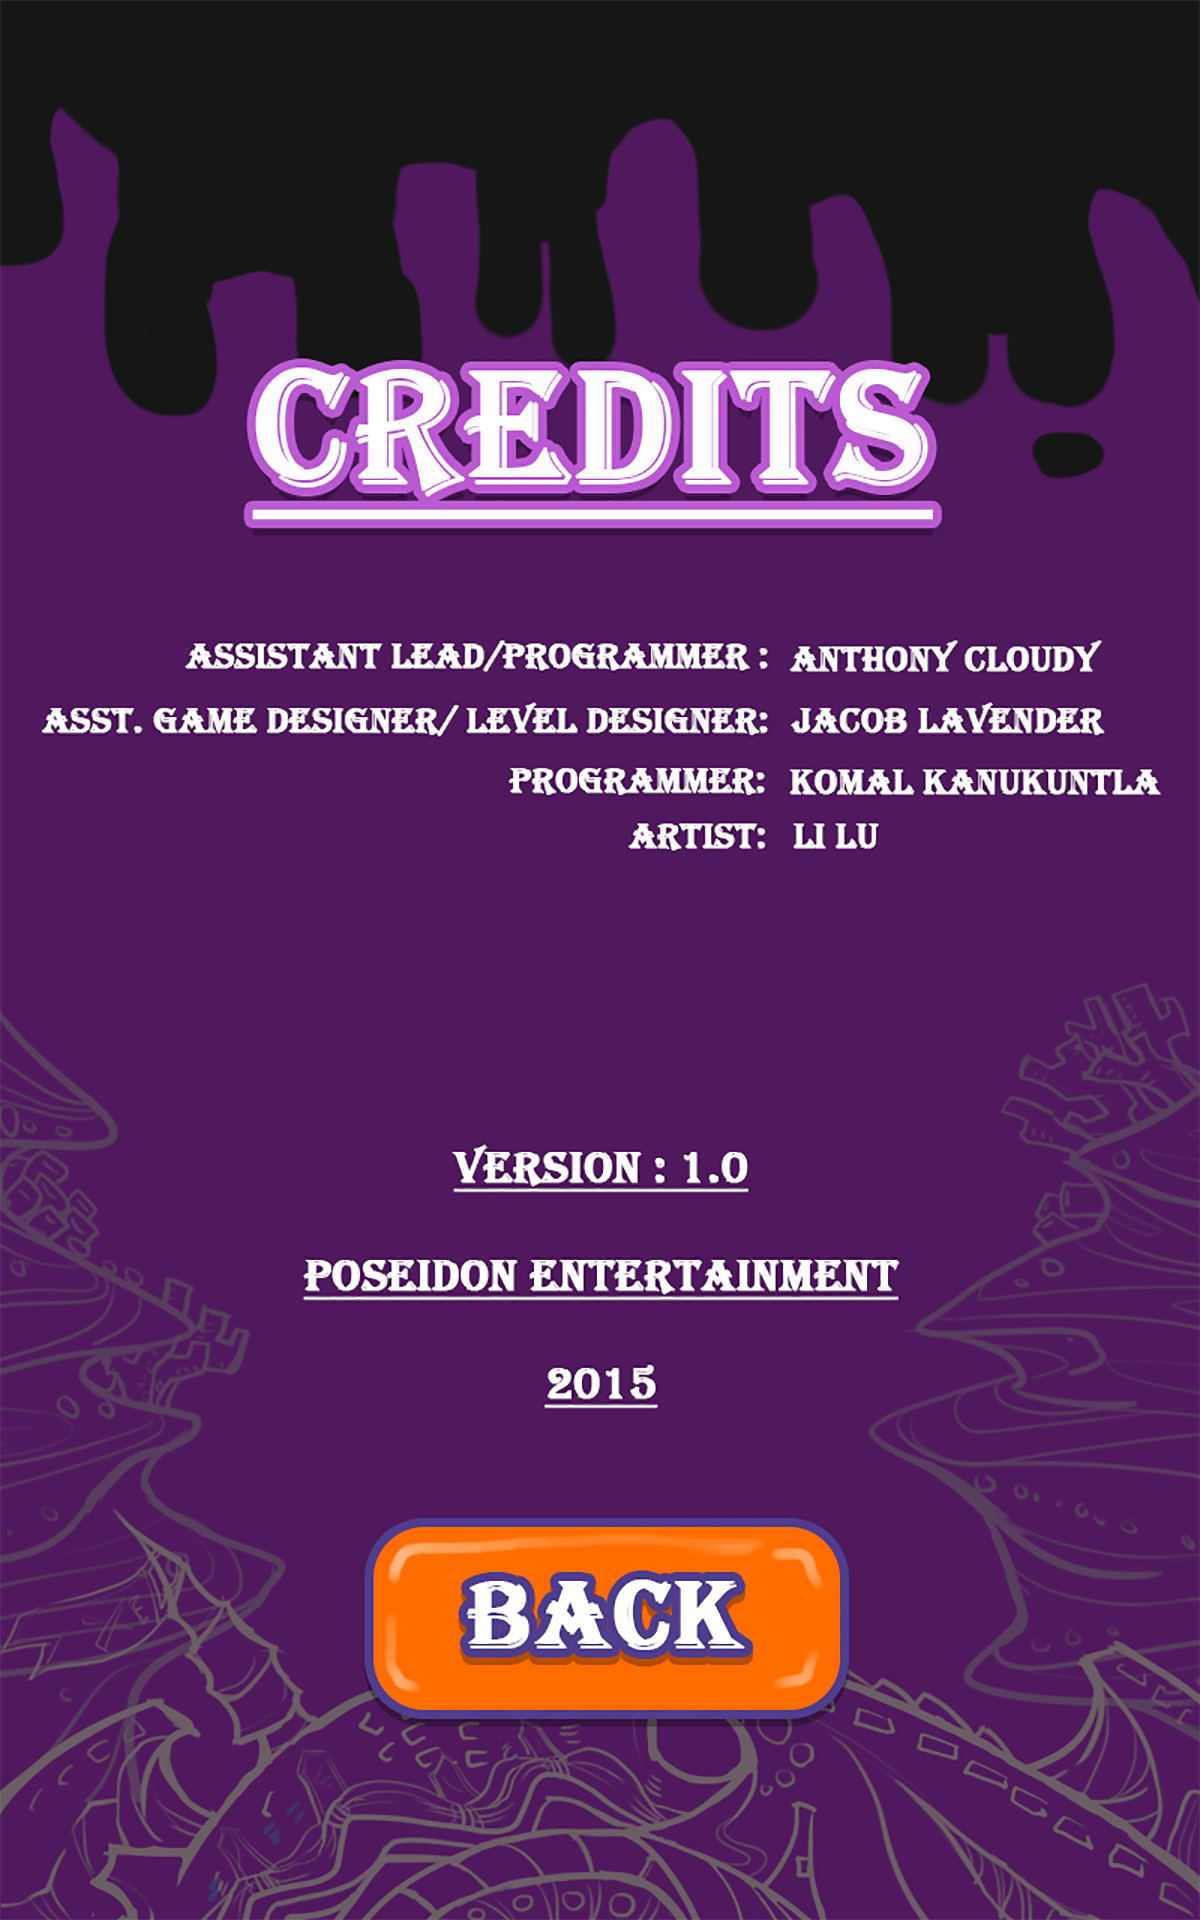 CREDITS
ASSISTANT LEAD/PROGRAMMER : ANTHONY CLOUDY
ASST. GAME DESIGNER/ LEVEL DESIGNER: JACOB LAVENDER
PROGRAMMER: KOMAL KANUKUNTLA
ARTIST: LI LU
VERSION : 1.0
POSEIDON ENTERTAINMENT
2015
BACK